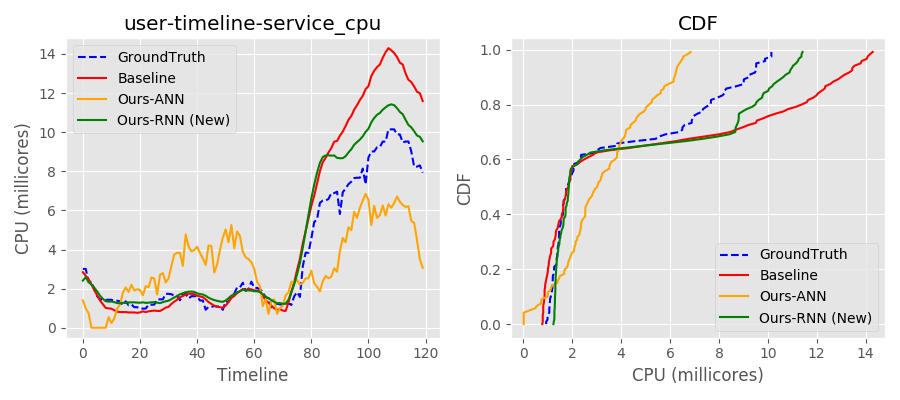 user-timeline-service_cpu
CPU (millicores)
14
12
10
8
6
4
2
0
GroundTruth
Baseline
Ours-ANN
Ours-RNN (New)
0 20 40 60 80 100 120
Timeline
CDF
CDF
1.0
0.8
0.6
0.4
0.2
0.0
GroundTruth
Baseline
Ours-ANN
Ours-RNN (New)
0 2 4 6 8 10 12 14
CPU (millicores)